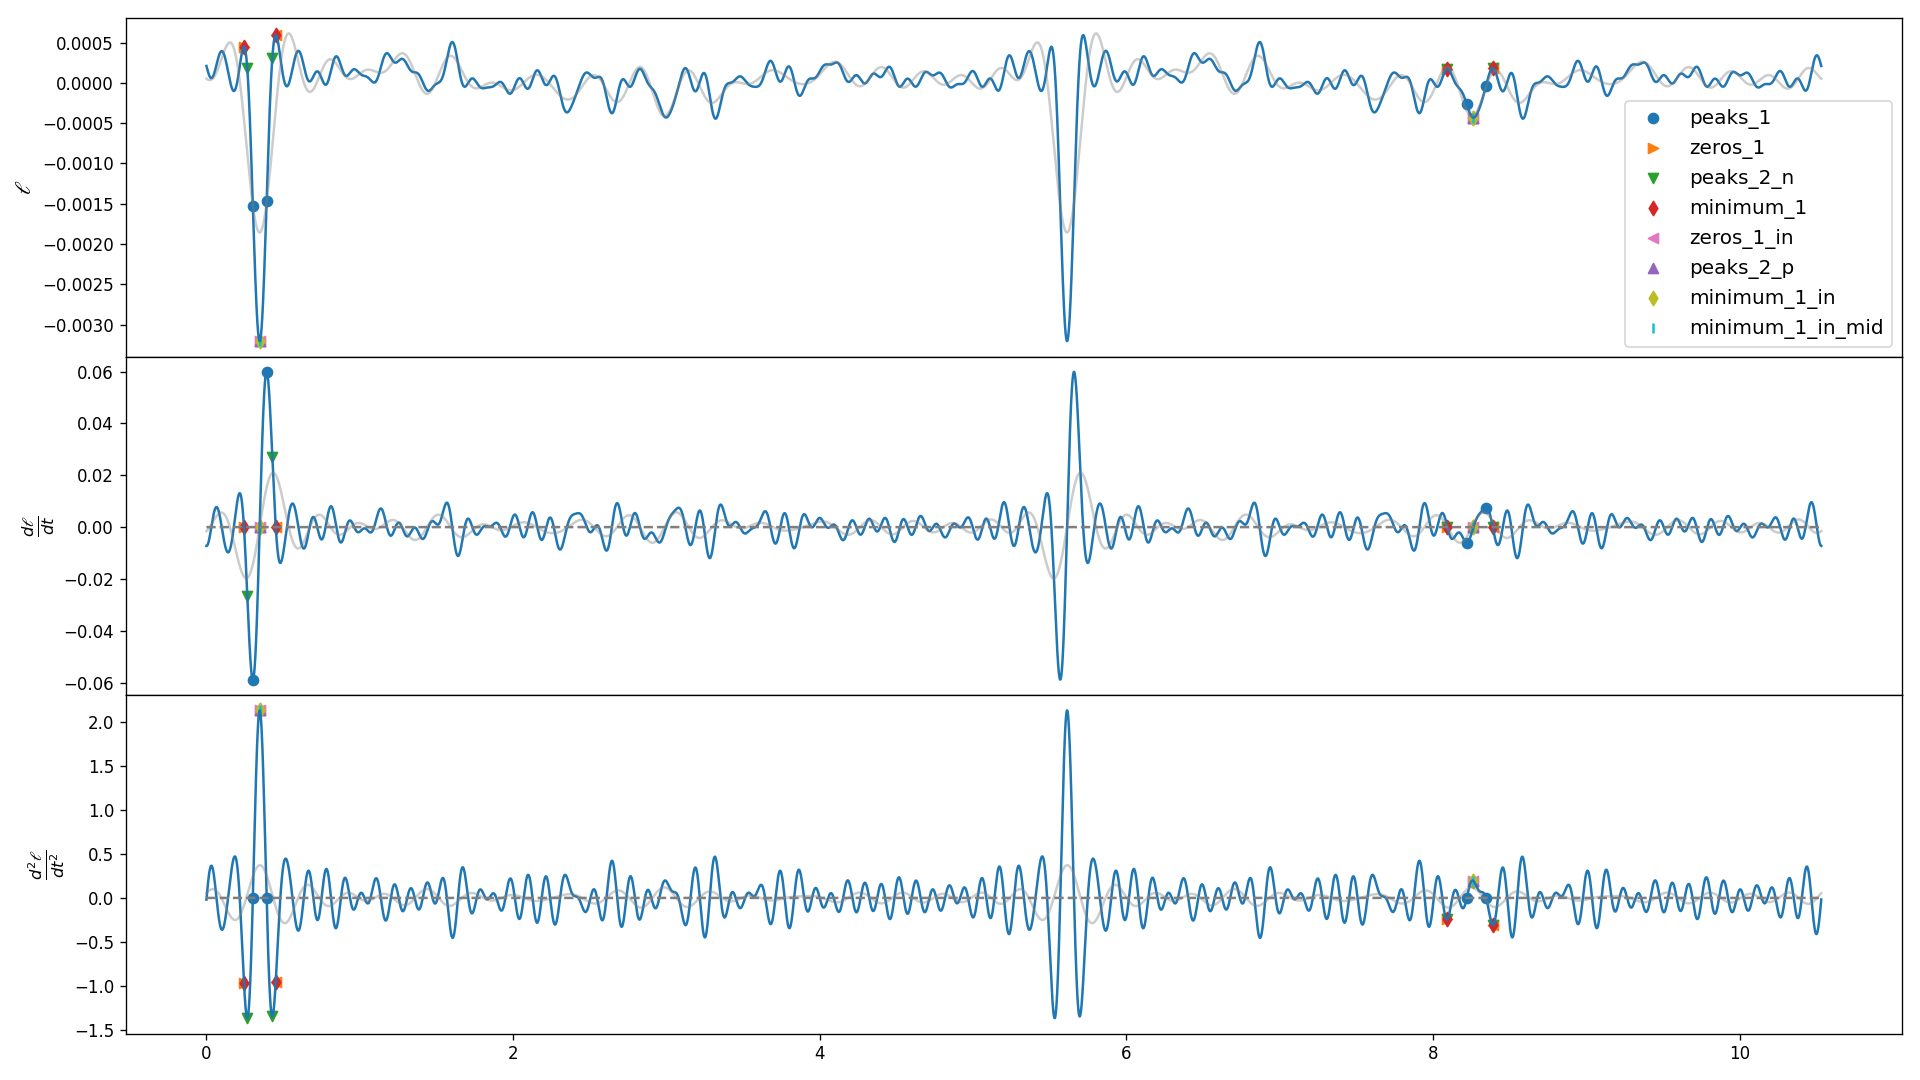 0.0005
0.0000
−0.0005
−0.0010
−0.0015
−0.0020
−0.0025
−0.0030
ℓ
peaks_1
zeros_1
peaks_2_n
minimum_1
zeros_1_in
peaks_2_p
minimum_1_in
minimum_1_in_mid
0.06
0.04
0.02
0.00
−0.02
−0.04
−0.06
dℓ
dt
2.0
1.5
1.0
0.5
0.0
−0.5
−1.0
−1.5
d²ℓ
dt²
0 2 4 6 8 10